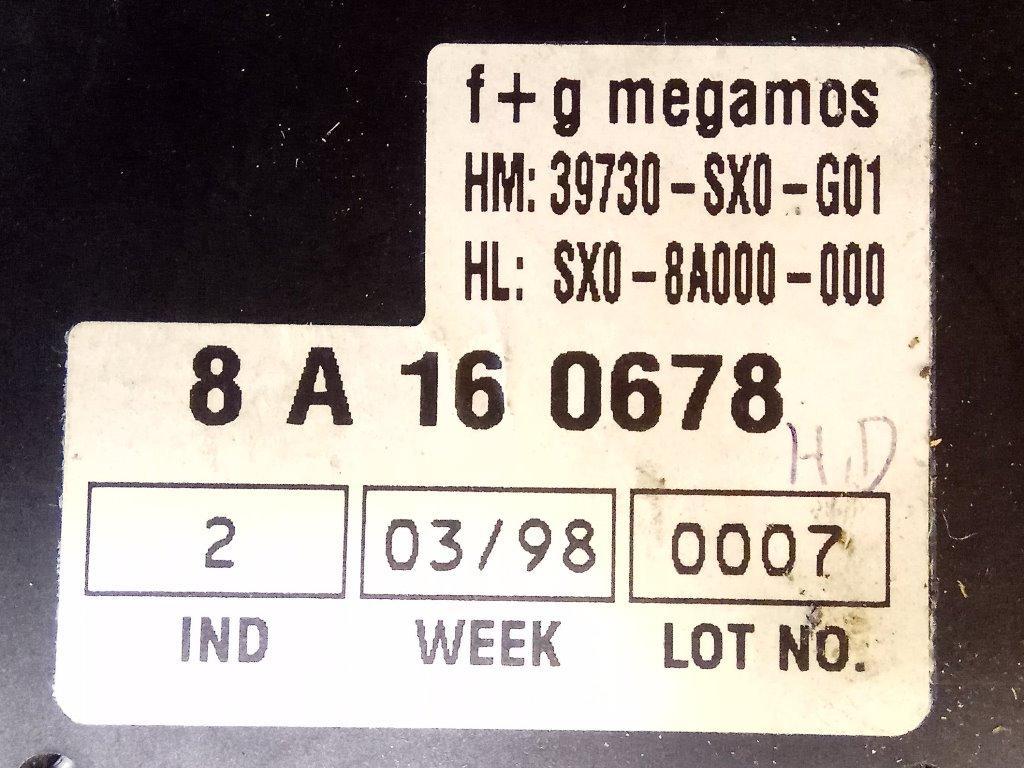 f+g megamos
HM: 39730-SX0-G01
HL: SX0-8A000-000
8 A 16 0678
H.D
2 03/98 0007
IND WEEK LOT NO.